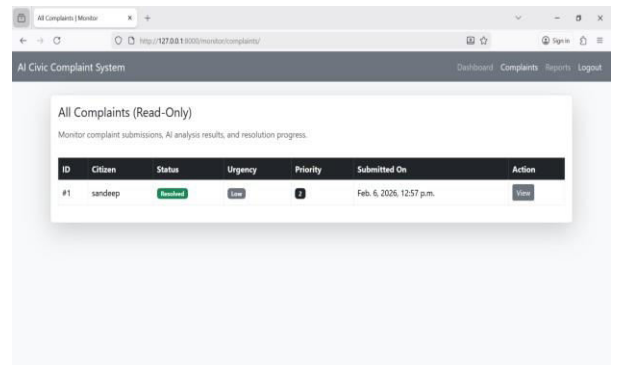 All Complaints | Monitor
http://127.0.0.1:8000/monitor/complaints/
Sign in
AI Civic Complaint System
Dashboard Complaints Reports Logout
All Complaints (Read-Only)
Monitor complaint submissions, AI analysis results, and resolution progress.
ID Citizen Status Urgency Priority Submitted On Action
#1 sandeep Resolved Low 2 Feb. 6, 2026, 12:57 p.m. View